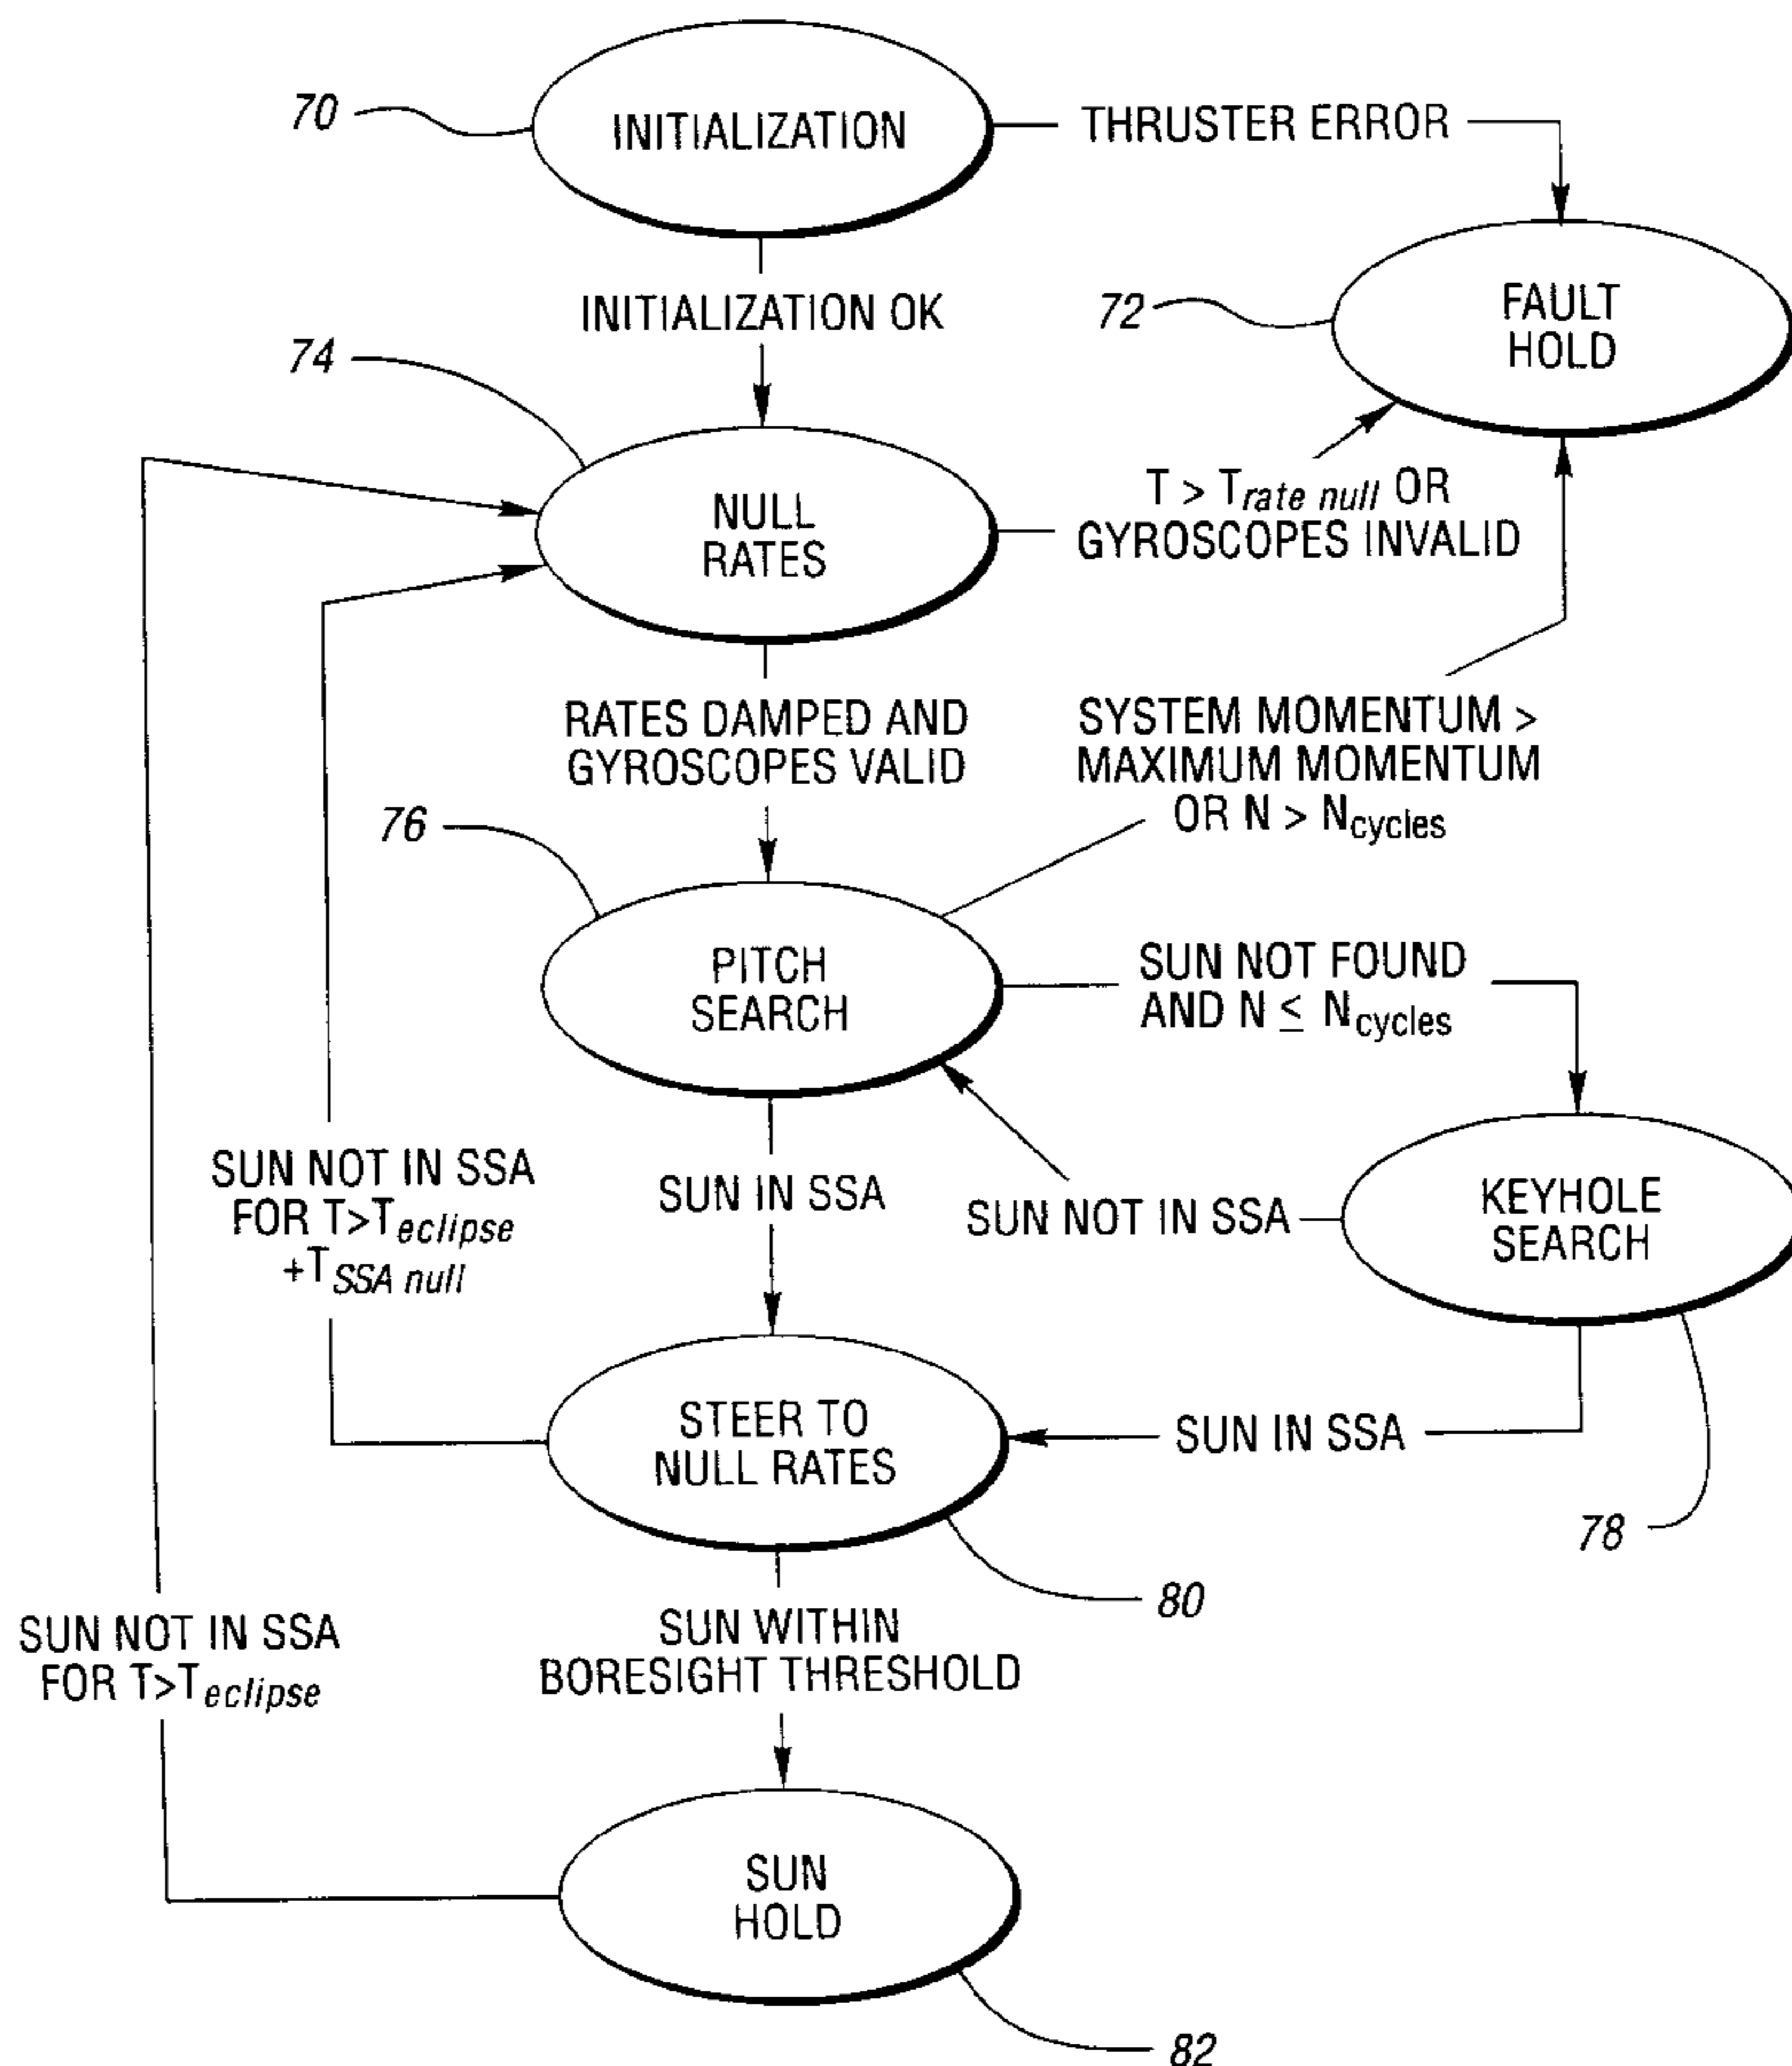 70
INITIALIZATION
THRUSTER ERROR
INITIALIZATION OK
72
FAULT
HOLD
74
NULL
RATES
T > Trate null OR
GYROSCOPES INVALID
RATES DAMPED AND
GYROSCOPES VALID
SYSTEM MOMENTUM >
MAXIMUM MOMENTUM
OR N > Ncycles
76
PITCH
SEARCH
SUN NOT FOUND
AND N ≤ Ncycles
SUN NOT IN SSA
FOR T>Teclipse
+TSSA null
SUN IN SSA
SUN NOT IN SSA
KEYHOLE
SEARCH
STEER TO
NULL RATES
SUN IN SSA
78
80
SUN NOT IN SSA
FOR T>Teclipse
SUN WITHIN
BORESIGHT THRESHOLD
SUN
HOLD
82